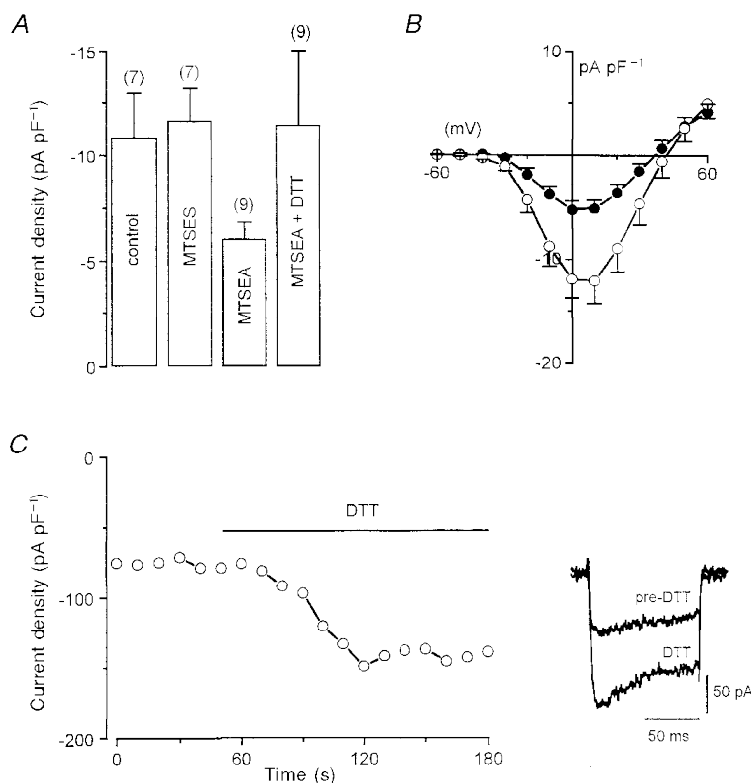 A
Current density (pA pF−1)
-15
-10
-5
0
(7)
(7)
(9)
(9)
control
MTSES
MTSEA
MTSEA + DTT
B
10
pA pF−1
(mV)
-60
60
-10
-20
C
Current density (pA pF−1)
0
-100
-200
DTT
0
60
120
180
Time (s)
pre-DTT
DTT
50 pA
50 ms